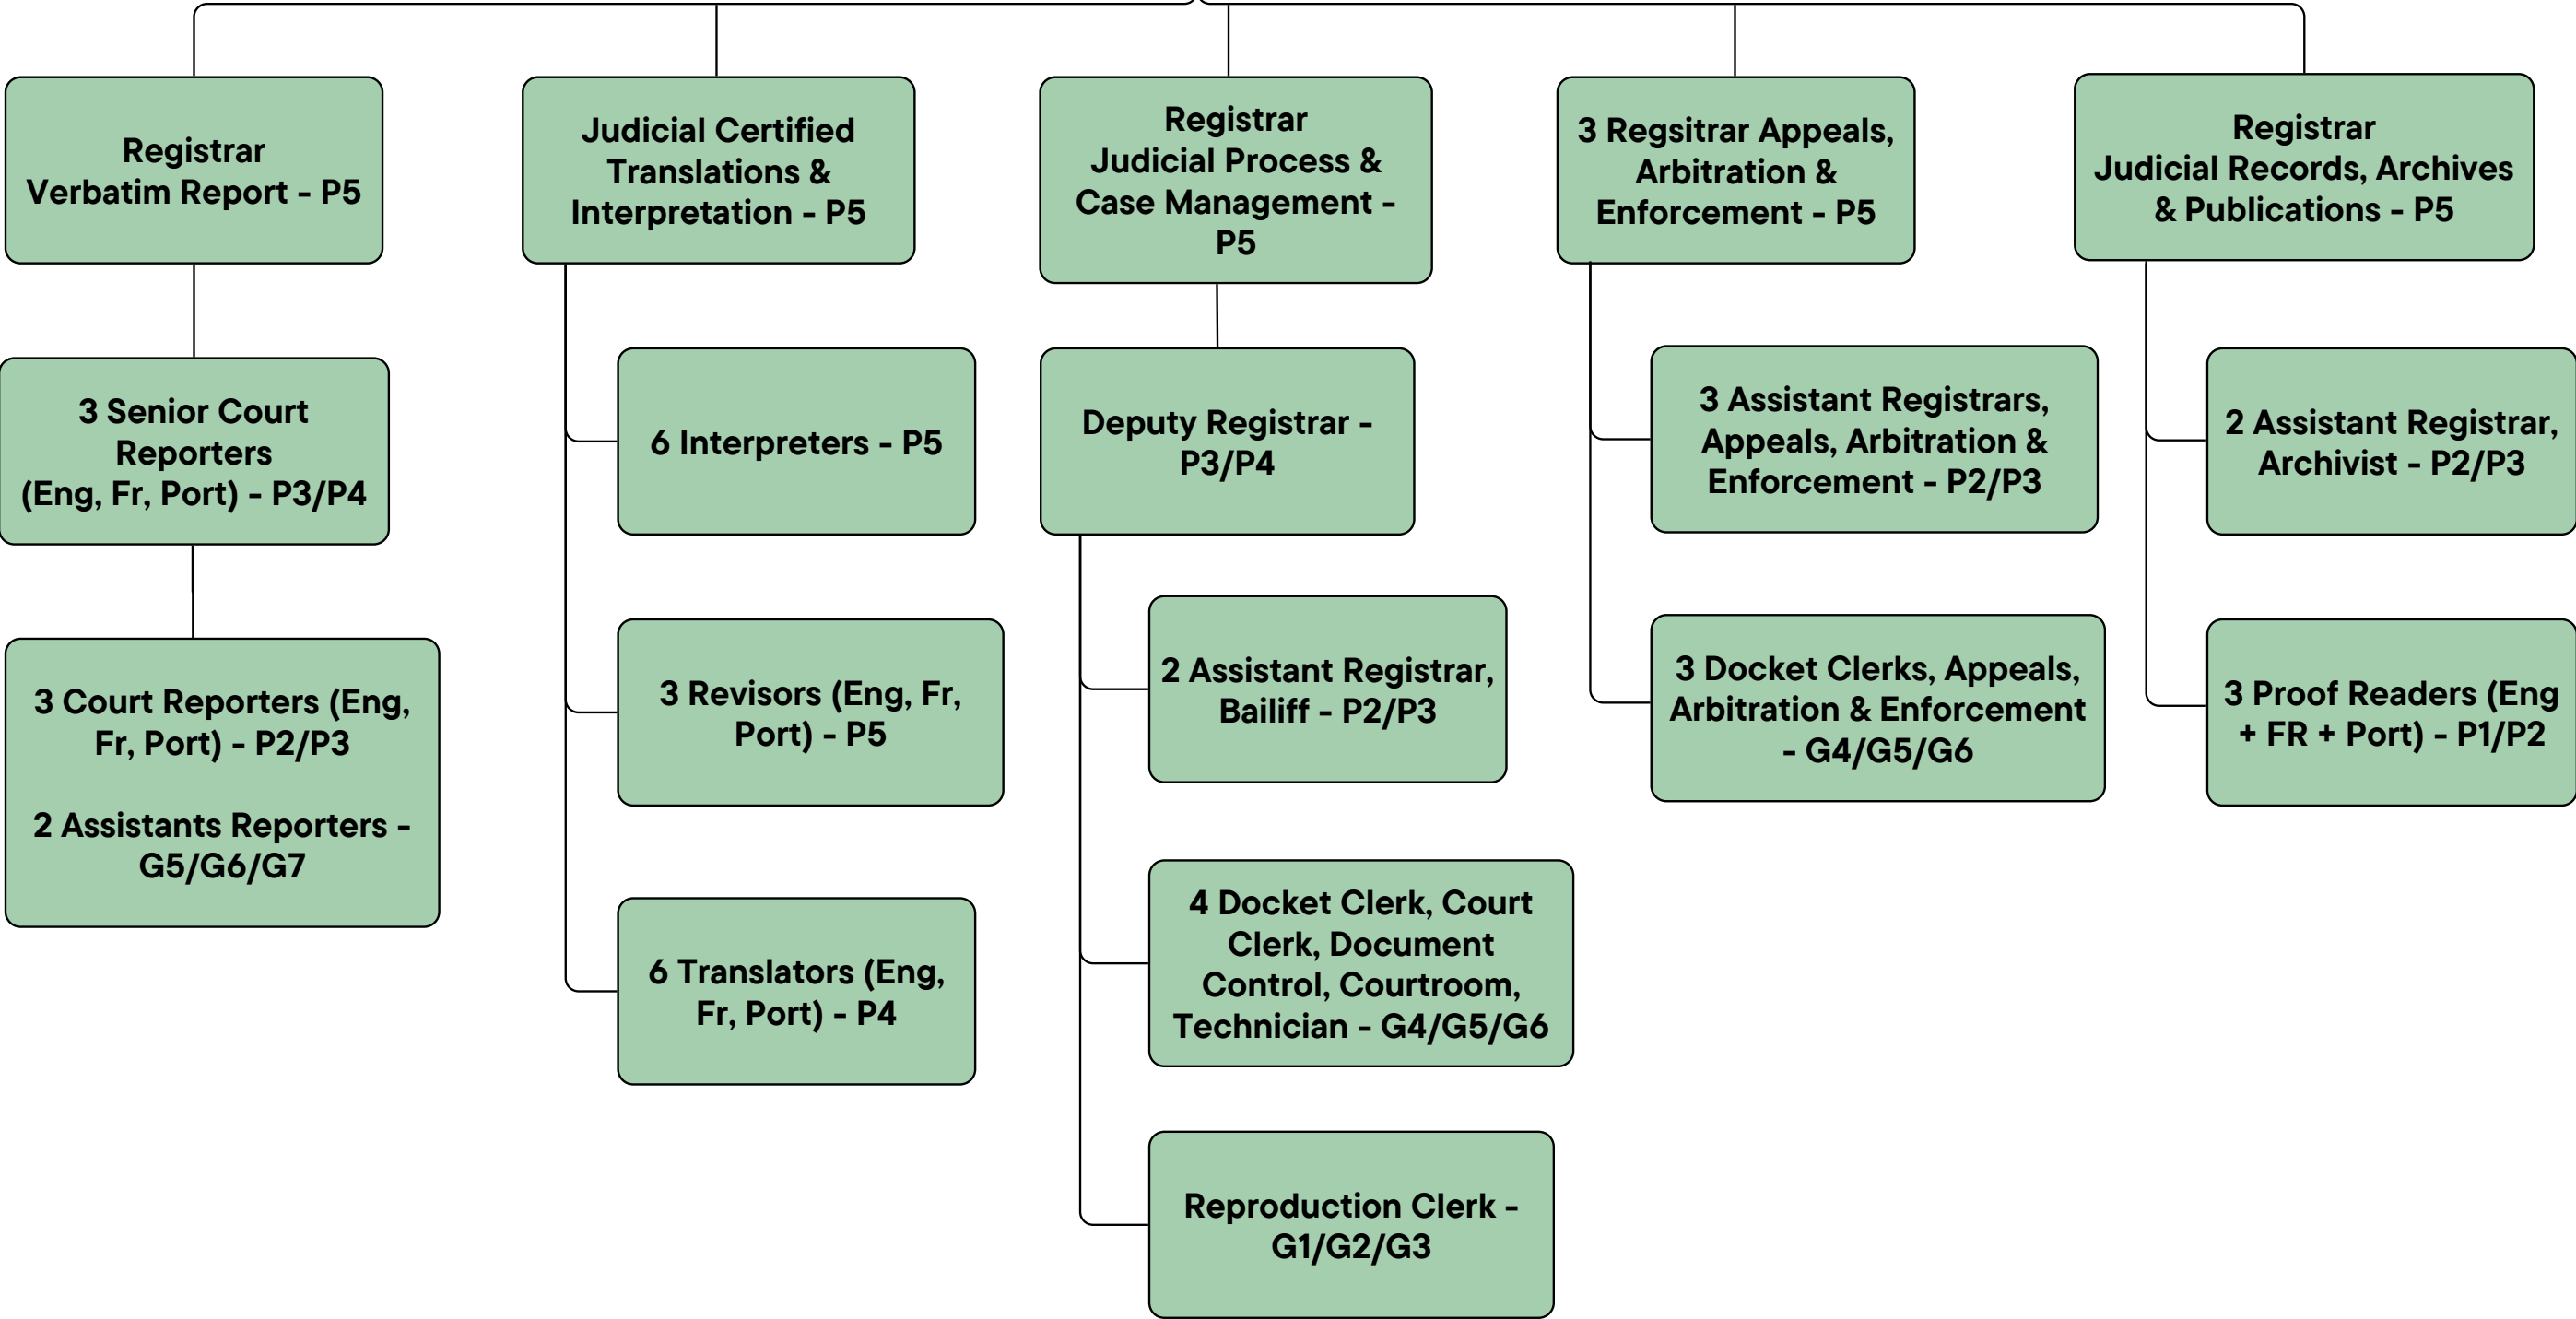 Registrar
Verbatim Report - P5
3 Senior Court
Reporters
(Eng, Fr, Port) - P3/P4
3 Court Reporters (Eng,
Fr, Port) - P2/P3
2 Assistants Reporters -
G5/G6/G7
Judicial Certified
Translations &
Interpretation - P5
6 Interpreters - P5
3 Revisors (Eng, Fr,
Port) - P5
6 Translators (Eng,
Fr, Port) - P4
Registrar
Judicial Process &
Case Management -
P5
Deputy Registrar -
P3/P4
2 Assistant Registrar,
Bailiff - P2/P3
4 Docket Clerk, Court
Clerk, Document
Control, Courtroom,
Technician - G4/G5/G6
Reproduction Clerk -
G1/G2/G3
3 Regsitrar Appeals,
Arbitration &
Enforcement - P5
3 Assistant Registrars,
Appeals, Arbitration &
Enforcement - P2/P3
3 Docket Clerks, Appeals,
Arbitration & Enforcement
- G4/G5/G6
Registrar
Judicial Records, Archives
& Publications - P5
2 Assistant Registrar,
Archivist - P2/P3
3 Proof Readers (Eng
+ FR + Port) - P1/P2